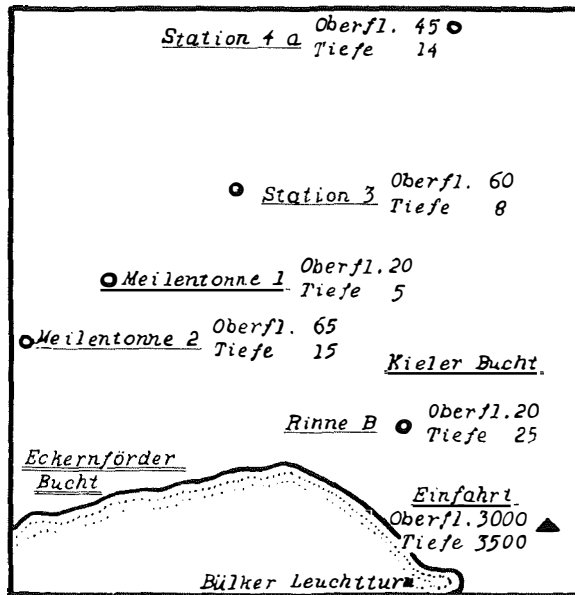 Station 4 a Oberfl. 45
Tiefe 14
Station 3 Oberfl. 60
Tiefe 8
Meilentonne 1 Oberfl. 20
Tiefe 5
Meilentonne 2 Oberfl. 65
Tiefe 15
Kieler Bucht
Rinne B Oberfl. 20
Tiefe 25
Eckernförder
Bucht
Einfahrt
Oberfl. 3000
Tiefe 3500
Bülker Leuchtturm